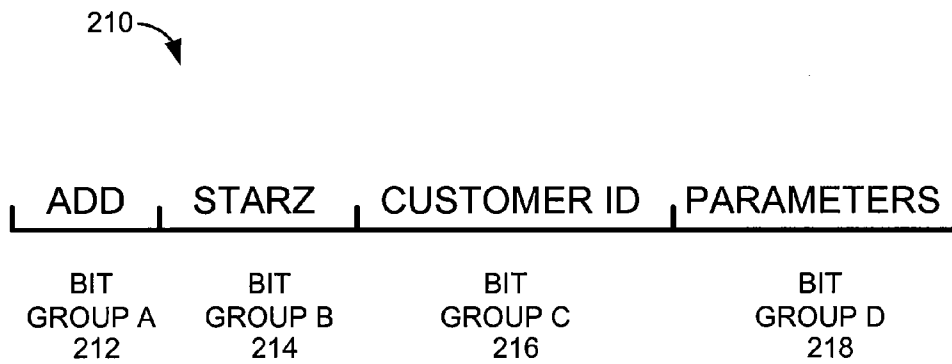 210
ADD STARZ CUSTOMER ID PARAMETERS
BIT BIT BIT BIT
GROUP A GROUP B GROUP C GROUP D
212 214 216 218